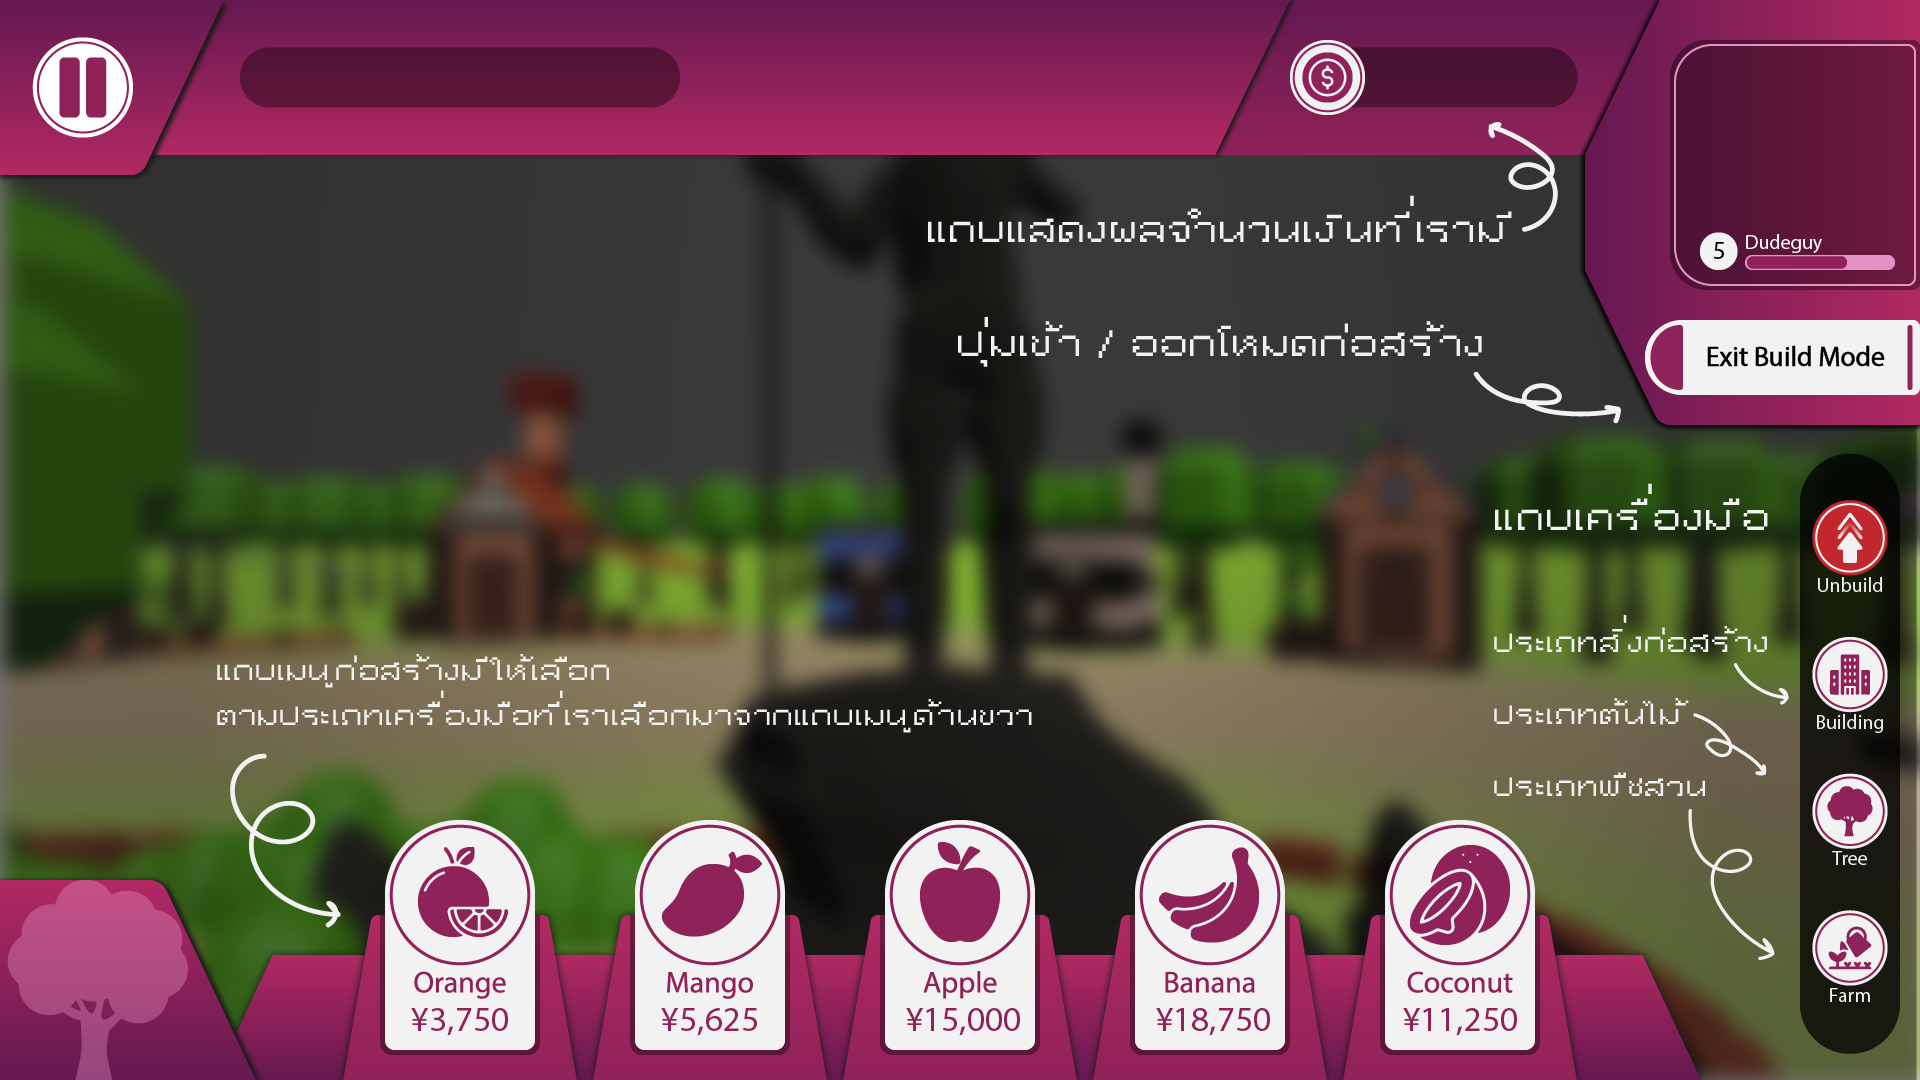 แถบแสดงผลจำนวนเงินที่เรามี
5
Dudeguy
ปุ่มเข้า / ออกโหมดก่อสร้าง
Exit Build Mode
แถบเครื่องมือ
Unbuild
ประเภทสิ่งก่อสร้าง
Building
ประเภทต้นไม้
ประเภทพืชสวน
Tree
Farm
แถบเมนูก่อสร้างมีให้เลือก
ตามประเภทเครื่องมือที่เราเลือกมาจากแถบเมนูด้านขวา
Orange
¥3,750
Mango
¥5,625
Apple
¥15,000
Banana
¥18,750
Coconut
¥11,250